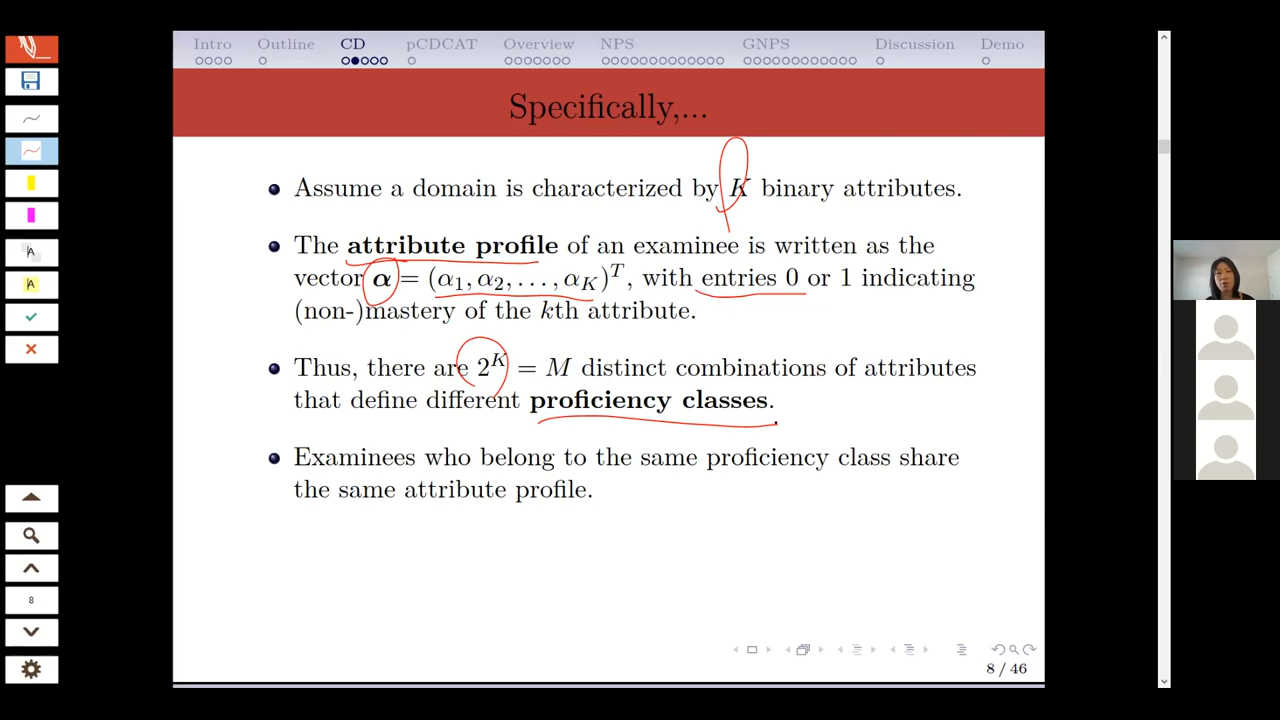 Intro Outline CD pCDCAT Overview NPS GNPS Discussion Demo
Specifically,...
Assume a domain is characterized by K binary attributes.
The attribute profile of an examinee is written as the
vector α = (α₁, α₂, . . . , α_K)ᵀ, with entries 0 or 1 indicating
(non-)mastery of the kth attribute.
Thus, there are 2ᴷ = M distinct combinations of attributes
that define different proficiency classes.
Examinees who belong to the same proficiency class share
the same attribute profile.
A
A
8
8 / 46